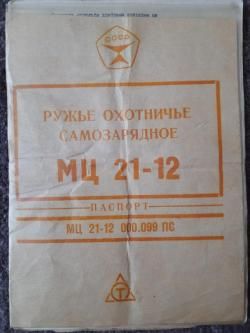 СССР
РУЖЬЕ ОХОТНИЧЬЕ
САМОЗАРЯДНОЕ
МЦ 21-12
ПАСПОРТ
МЦ 21-12 000.099 ПС
Т